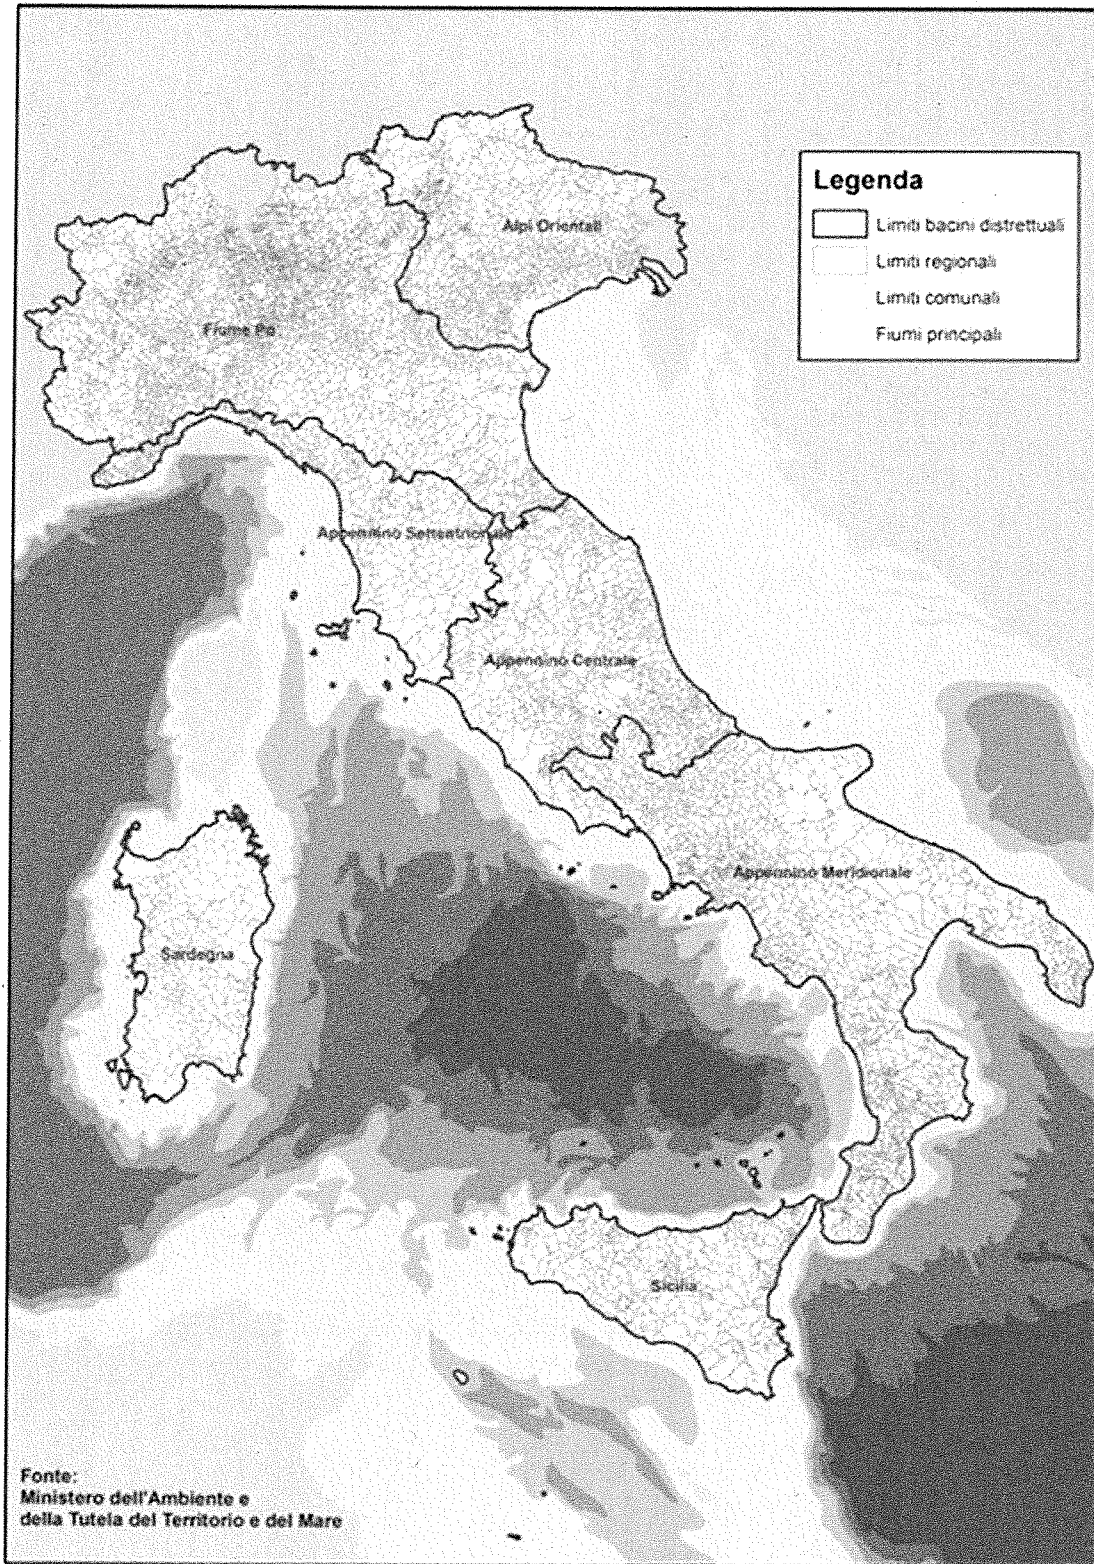 Legenda
Limiti bacini distrettuali
Limiti regionali
Limiti comunali
Fiumi principali
Alpi Orientali
Fiume Po
Appennino Settentrionale
Appennino Centrale
Appennino Meridionale
Sardegna
Sicilia
Fonte:
Ministero dell'Ambiente e
della Tutela del Territorio e del Mare